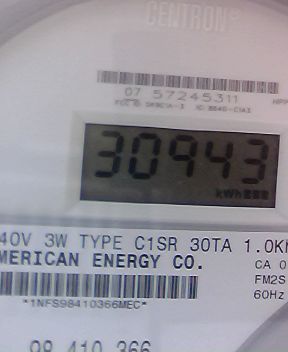 CENTRON®
07 57245311
30943
kWh
40V 3W TYPE C1SR 30TA 1.0K
MERICAN ENERGY CO.
CA 0
FM2S
60Hz
*1NFS98410366MEC*
98 410 366